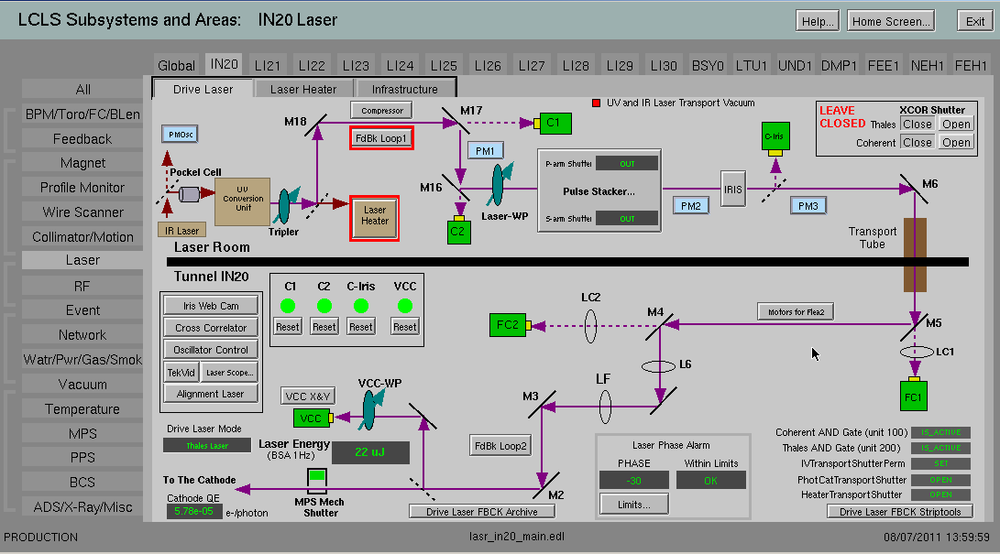 LCLS Subsystems and Areas: IN20 Laser
Help... Home Screen... Exit
Global IN20 LI21 LI22 LI23 LI24 LI25 LI26 LI27 LI28 LI29 LI30 BSY0 LTU1 UND1 DMP1 FEE1 NEH1 FEH1
All
BPM/Toro/FC/BLen
Feedback
Magnet
Profile Monitor
Wire Scanner
Collimator/Motion
Laser
RF
Event
Network
Watr/Pwr/Gas/Smok
Vacuum
Temperature
MPS
PPS
BCS
ADS/X-Ray/Misc
Drive Laser Laser Heater Infrastructure
UV and IR Laser Transport Vacuum
LEAVE
CLOSED
XCOR Shutter
Thales Close Open
Coherent Close Open
M18
Compressor
FdBk Loop1
M17
C1
C-Iris
PMOsc
PM1
Pocket Cell
UV
Conversion
Unit
IR Laser
Tripler
Laser
Heater
M16
C2
Laser-WP
P-arm Shutter OUT
Pulse Stacker...
S-arm Shutter OUT
PM2
IRIS
PM3
M6
Transport
Tube
Laser Room
Tunnel IN20
Iris Web Cam
Cross Correlator
Oscillator Control
TekVid Laser Scope...
Alignment Laser
C1 C2 C-Iris VCC
Reset Reset Reset Reset
FC2
LC2
M4
Motors for Flea2
M5
LC1
FC1
L6
LF
M3
VCC-WP
VCC X&Y
VCC
FdBk Loop2
Drive Laser Mode
Thales Laser
Laser Energy
(BSA 1Hz)
22 uJ
To The Cathode
Cathode QE
5.78e-05 e-/photon
MPS Mech
Shutter
M2
Drive Laser FBCK Archive
Laser Phase Alarm
PHASE Within Limits
-30 OK
Limits...
Coherent AND Gate (unit 100) IS_ACTIVE
Thales AND Gate (unit 200) IS_ACTIVE
IVTransportShutterPerm SET
PhotCatTransportShutter OPEN
HeaterTransportShutter OPEN
Drive Laser FBCK Striptools
PRODUCTION lasr_in20_main.edl 08/07/2011 13:59:59